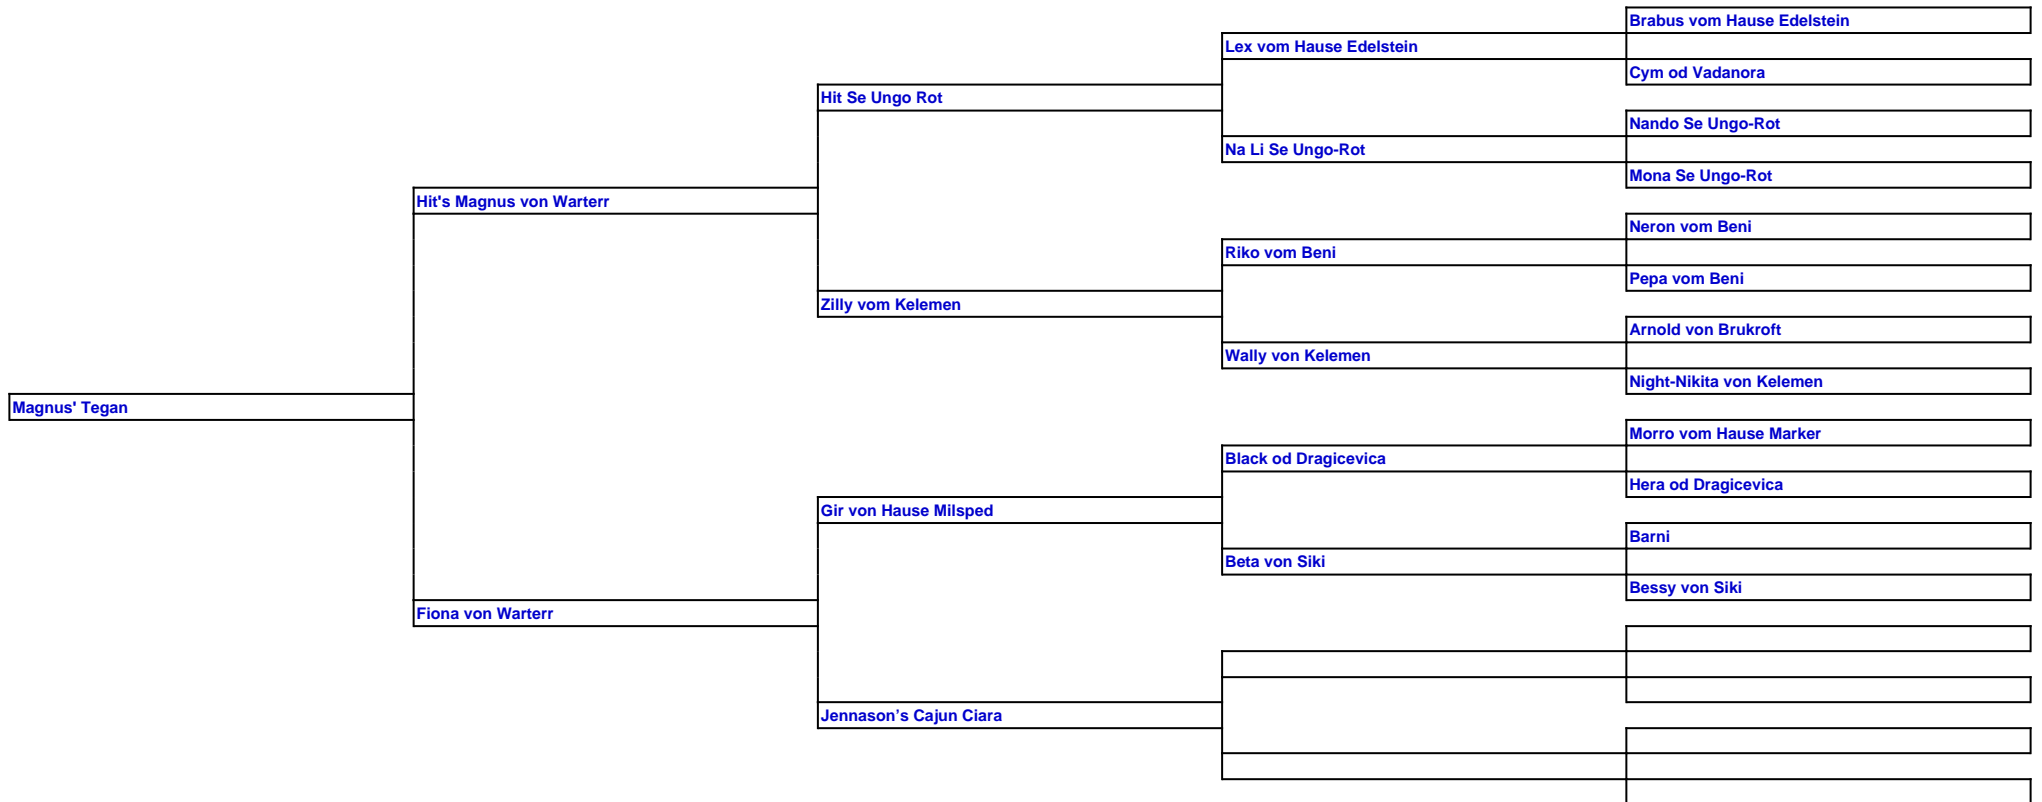 Brabus vom Hause Edelstein
Lex vom Hause Edelstein
Cym od Vadanora
Hit Se Ungo Rot
Nando Se Ungo-Rot
Na Li Se Ungo-Rot
Mona Se Ungo-Rot
Hit's Magnus von Warterr
Neron vom Beni
Riko vom Beni
Pepa vom Beni
Zilly vom Kelemen
Arnold von Brukroft
Wally von Kelemen
Night-Nikita von Kelemen
Magnus' Tegan
Morro vom Hause Marker
Black od Dragicevica
Hera od Dragicevica
Gir von Hause Milsped
Barni
Beta von Siki
Bessy von Siki
Fiona von Warterr
Jennason’s Cajun Ciara